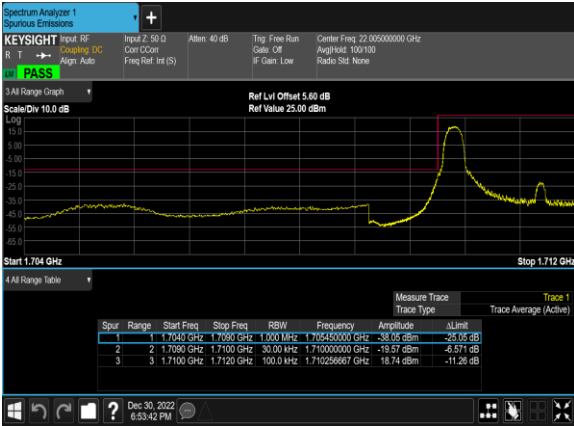 Spectrum Analyzer 1
Spurious Emissions
+
KEYSIGHT Input: RF Input Z: 50 Ω Atten: 40 dB Trig: Free Run Center Freq: 22.005000000 GHz
R T Coupling: DC Corr CCorr Gate: Off Avg|Hold: 100/100
Align: Auto Freq Ref: Int (S) IF Gain: Low Radio Std: None
PASS
3 All Range Graph
Ref Lvl Offset 5.60 dB
Scale/Div 10.0 dB Ref Value 25.00 dBm
Log
15.0
5.00
-5.00
-15.0
-25.0
-35.0
-45.0
-55.0
-65.0
Start 1.704 GHz Stop 1.712 GHz
4 All Range Table
Measure Trace Trace 1
Trace Type Trace Average (Active)
Spur Range Start Freq Stop Freq RBW Frequency Amplitude ΔLimit
1 1 1.7040 GHz 1.7090 GHz 1.000 MHz 1.705450000 GHz -38.05 dBm -25.05 dB
2 2 1.7090 GHz 1.7100 GHz 30.00 kHz 1.710000000 GHz -19.57 dBm -6.571 dB
3 3 1.7100 GHz 1.7120 GHz 100.0 kHz 1.710256667 GHz 18.74 dBm -11.26 dB
? Dec 30, 2022
6:53:42 PM